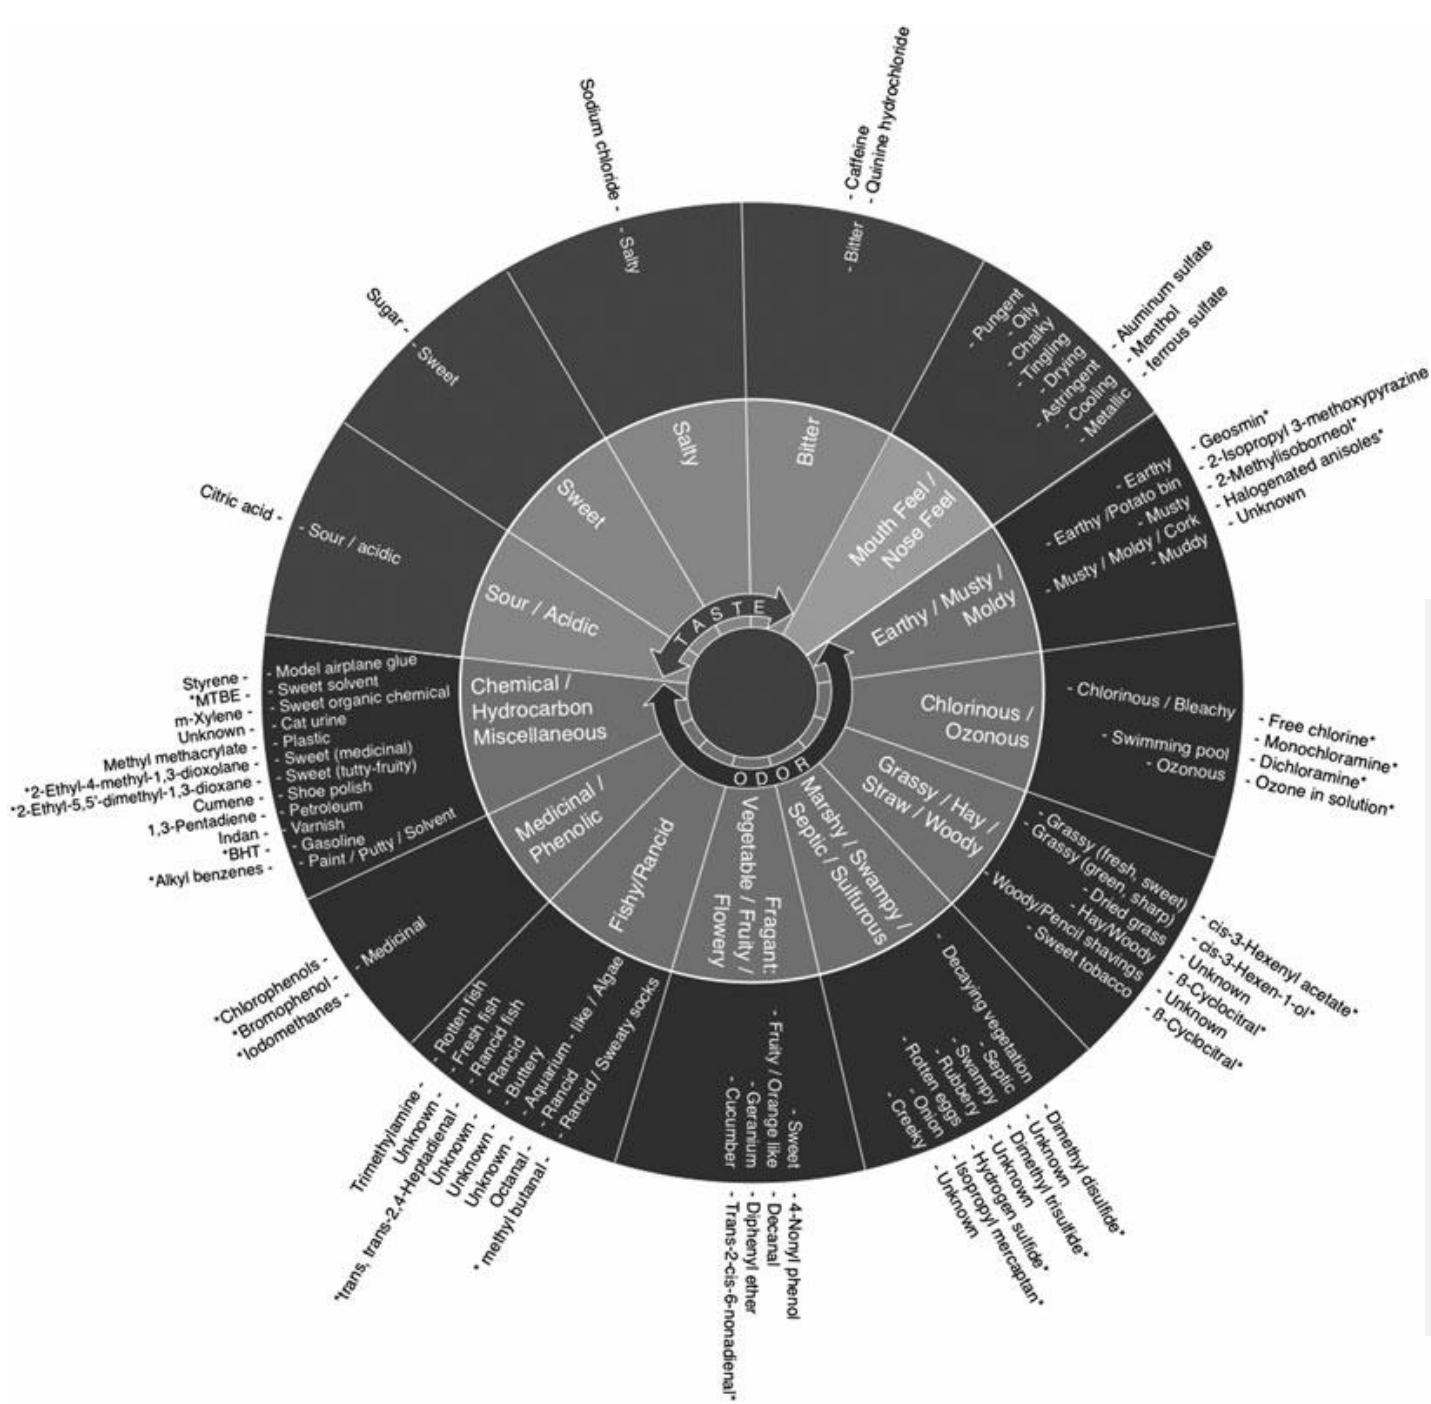 TASTE
ODOR
Salty
Bitter
Mouth Feel /
Nose Feel
Earthy / Musty /
Moldy
Chlorinous /
Ozonous
Grassy / Hay /
Straw / Woody
Marshy / Swampy /
Septic / Sulfurous
Fragant:
Vegetable / Fruity /
Flowery
Fishy/Rancid
Medicinal /
Phenolic
Chemical /
Hydrocarbon
Miscellaneous
Sour / Acidic
Sweet
Sodium chloride -
- Salty
- Caffeine
- Quinine hydrochloride
- Bitter
- Pungent
- Oily
- Chalky
- Tingling
- Drying
- Astringent
- Cooling
- Metallic
- Aluminum sulfate
- Menthol
- ferrous sulfate
- Earthy
- Earthy /Potato bin
- Musty
- Musty / Moldy / Cork
- Muddy
- Geosmin*
- 2-Isopropyl 3-methoxypyrazine
- 2-Methylisoborneol*
- Halogenated anisoles*
- Unknown
- Chlorinous / Bleachy
- Swimming pool
- Ozonous
- Free chlorine*
- Monochloramine*
- Dichloramine*
- Ozone in solution*
- Grassy (fresh, sweet)
- Grassy (green, sharp)
- Dried grass
- Hay/Woody
- Woody/Pencil shavings
- Sweet tobacco
- cis-3-Hexenyl acetate*
- cis-3-Hexen-1-ol*
- Unknown
- ß-Cyclocitral*
- Unknown
- ß-Cyclocitral*
- Decaying vegetation
- Septic
- Swampy
- Rubbery
- Rotten eggs
- Onion
- Creeky
- Dimethyl disulfide*
- Unknown
- Dimethyl trisulfide*
- Unknown
- Hydrogen sulfide*
- Isopropyl mercaptan*
- Unknown
- Sweet
- Fruity / Orange like
- Geranium
- Cucumber
- 4-Nonyl phenol
- Decanal
- Diphenyl ether
- Trans-2-cis-6-nonadienal*
- Rotten fish
- Fresh fish
- Rancid fish
- Rancid
- Buttery
- Aquarium - like / Algae
- Rancid
- Rancid / Sweaty socks
Trimethylamine -
Unknown -
*trans, trans-2,4-Heptadienal -
Unknown -
Unknown -
Unknown -
Octanal -
* methyl butanal -
- Medicinal
*Chlorophenols -
*Bromophenol -
*Iodomethanes -
- Model airplane glue
- Sweet solvent
- Sweet organic chemical
- Cat urine
- Plastic
- Sweet (medicinal)
- Sweet (tutty-fruity)
- Shoe polish
- Petroleum
- Varnish
- Gasoline
- Paint / Putty / Solvent
Styrene -
*MTBE -
m-Xylene -
Unknown -
Methyl methacrylate -
*2-Ethyl-4-methyl-1,3-dioxolane -
*2-Ethyl-5,5'-dimethyl-1,3-dioxane -
Cumene -
1,3-Pentadiene -
Indan -
*BHT -
*Alkyl benzenes -
Citric acid -
- Sour / acidic
Sugar -
- Sweet